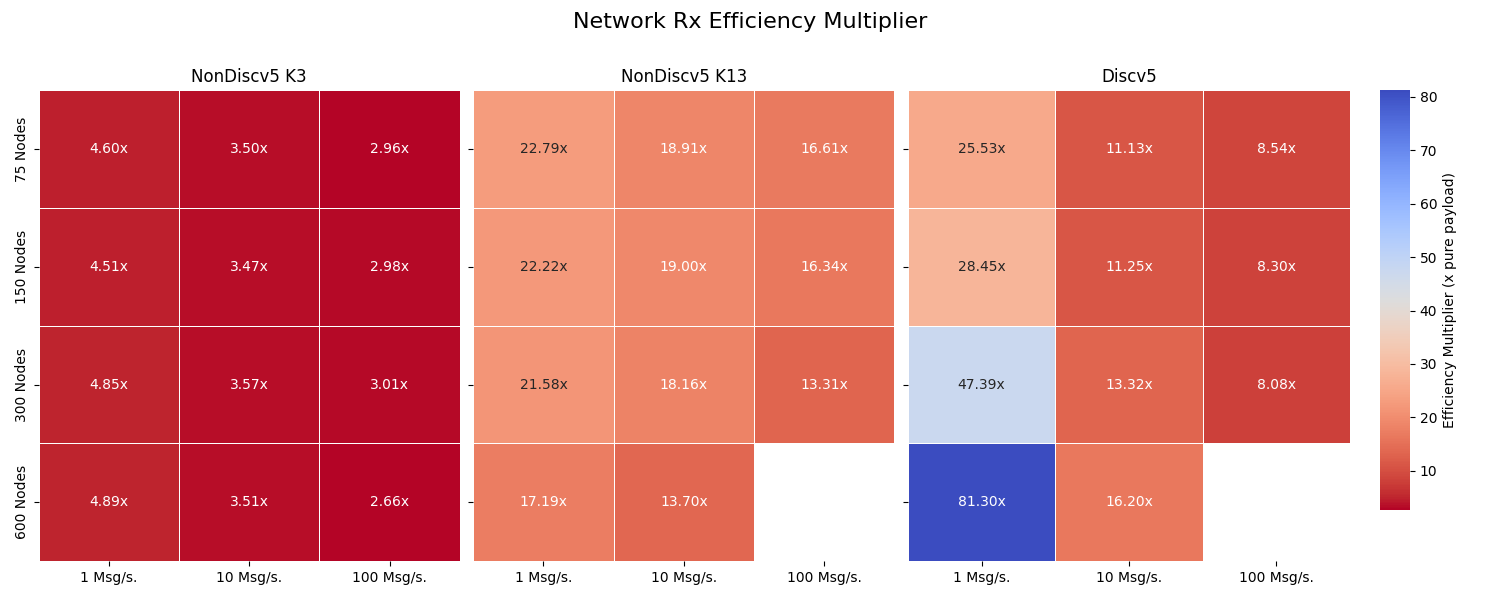 Network Rx Efficiency Multiplier
NonDiscv5 K3
75 Nodes
4.60x 3.50x 2.96x
150 Nodes
4.51x 3.47x 2.98x
300 Nodes
4.85x 3.57x 3.01x
600 Nodes
4.89x 3.51x 2.66x
1 Msg/s. 10 Msg/s. 100 Msg/s.
NonDiscv5 K13
22.79x 18.91x 16.61x
22.22x 19.00x 16.34x
21.58x 18.16x 13.31x
17.19x 13.70x
1 Msg/s. 10 Msg/s. 100 Msg/s.
Discv5
25.53x 11.13x 8.54x
28.45x 11.25x 8.30x
47.39x 13.32x 8.08x
81.30x 16.20x
1 Msg/s. 10 Msg/s. 100 Msg/s.
80
70
60
50
40
30
20
10
Efficiency Multiplier (x pure payload)